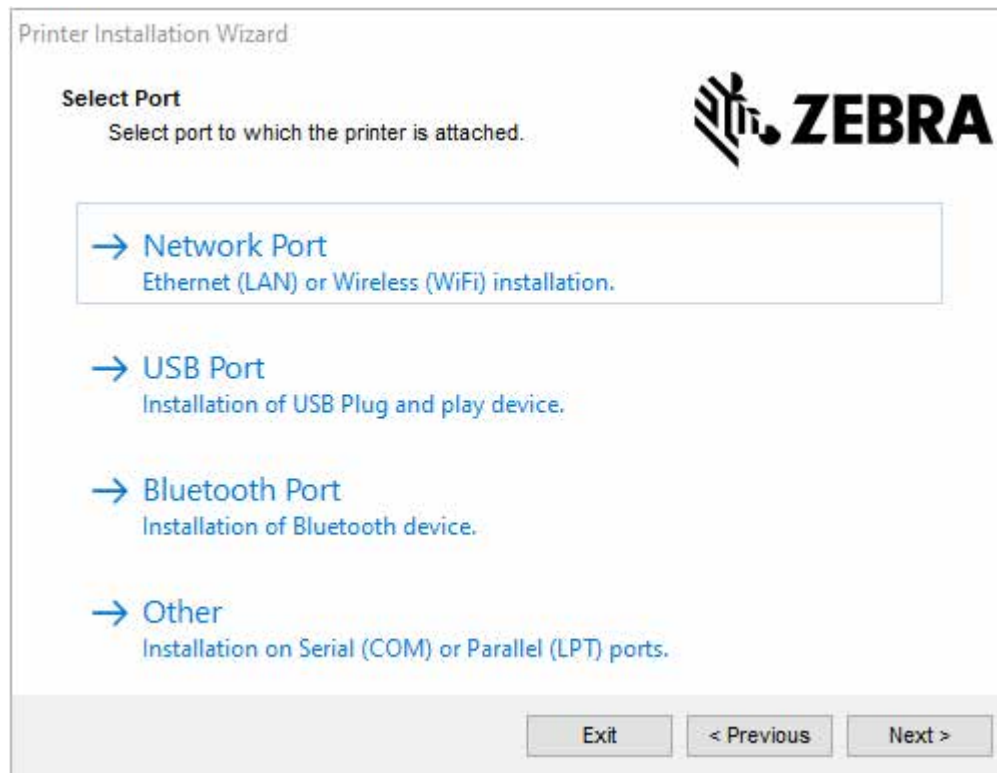 Printer Installation Wizard
Select Port
Select port to which the printer is attached.
ZEBRA
Network Port
Ethernet (LAN) or Wireless (WiFi) installation.
USB Port
Installation of USB Plug and play device.
Bluetooth Port
Installation of Bluetooth device.
Other
Installation on Serial (COM) or Parallel (LPT) ports.
Exit
< Previous
Next >